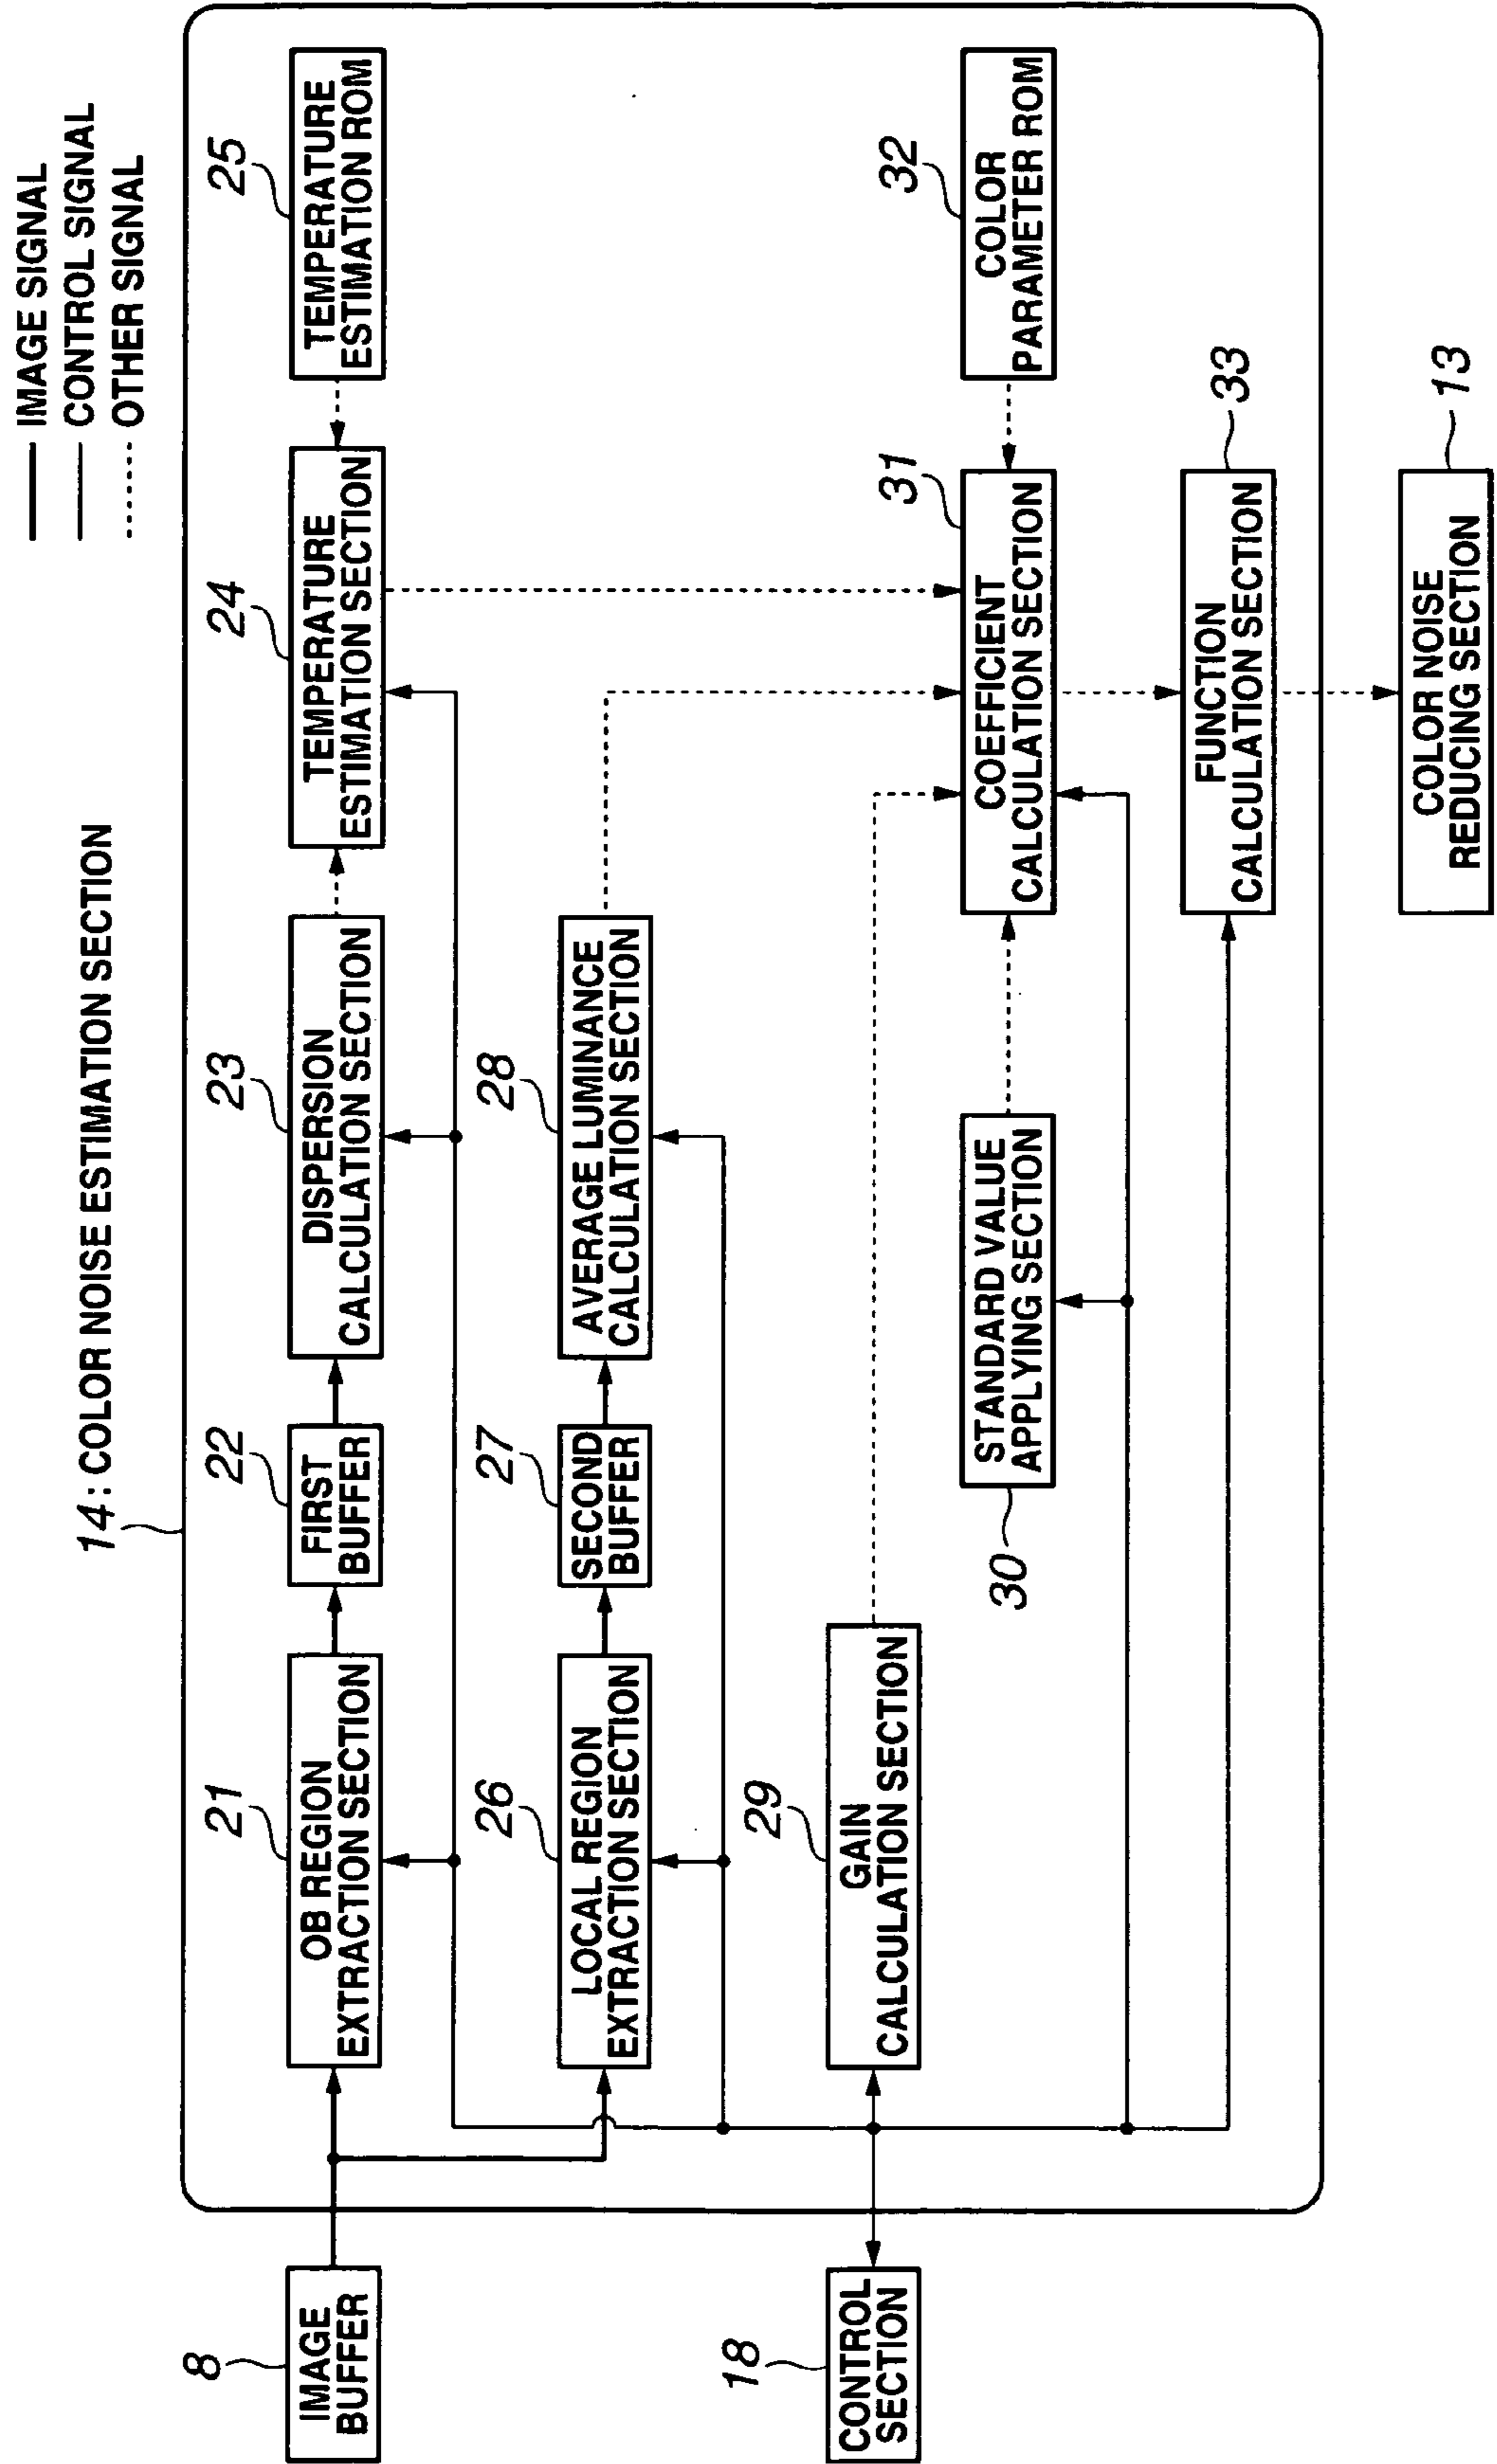 IMAGE SIGNAL
CONTROL SIGNAL
OTHER SIGNAL
14: COLOR NOISE ESTIMATION SECTION
8
IMAGE
BUFFER
21
OB REGION
EXTRACTION SECTION
22
FIRST
BUFFER
23
DISPERSION
CALCULATION SECTION
24
TEMPERATURE
ESTIMATION SECTION
25
TEMPERATURE
ESTIMATION ROM
26
LOCAL REGION
EXTRACTION SECTION
27
SECOND
BUFFER
28
AVERAGE LUMINANCE
CALCULATION SECTION
18
CONTROL
SECTION
29
GAIN
CALCULATION SECTION
STANDARD VALUE
APPLYING SECTION
30
31
COEFFICIENT
CALCULATION SECTION
32
COLOR
PARAMETER ROM
FUNCTION
CALCULATION SECTION
33
COLOR NOISE
REDUCING SECTION
13